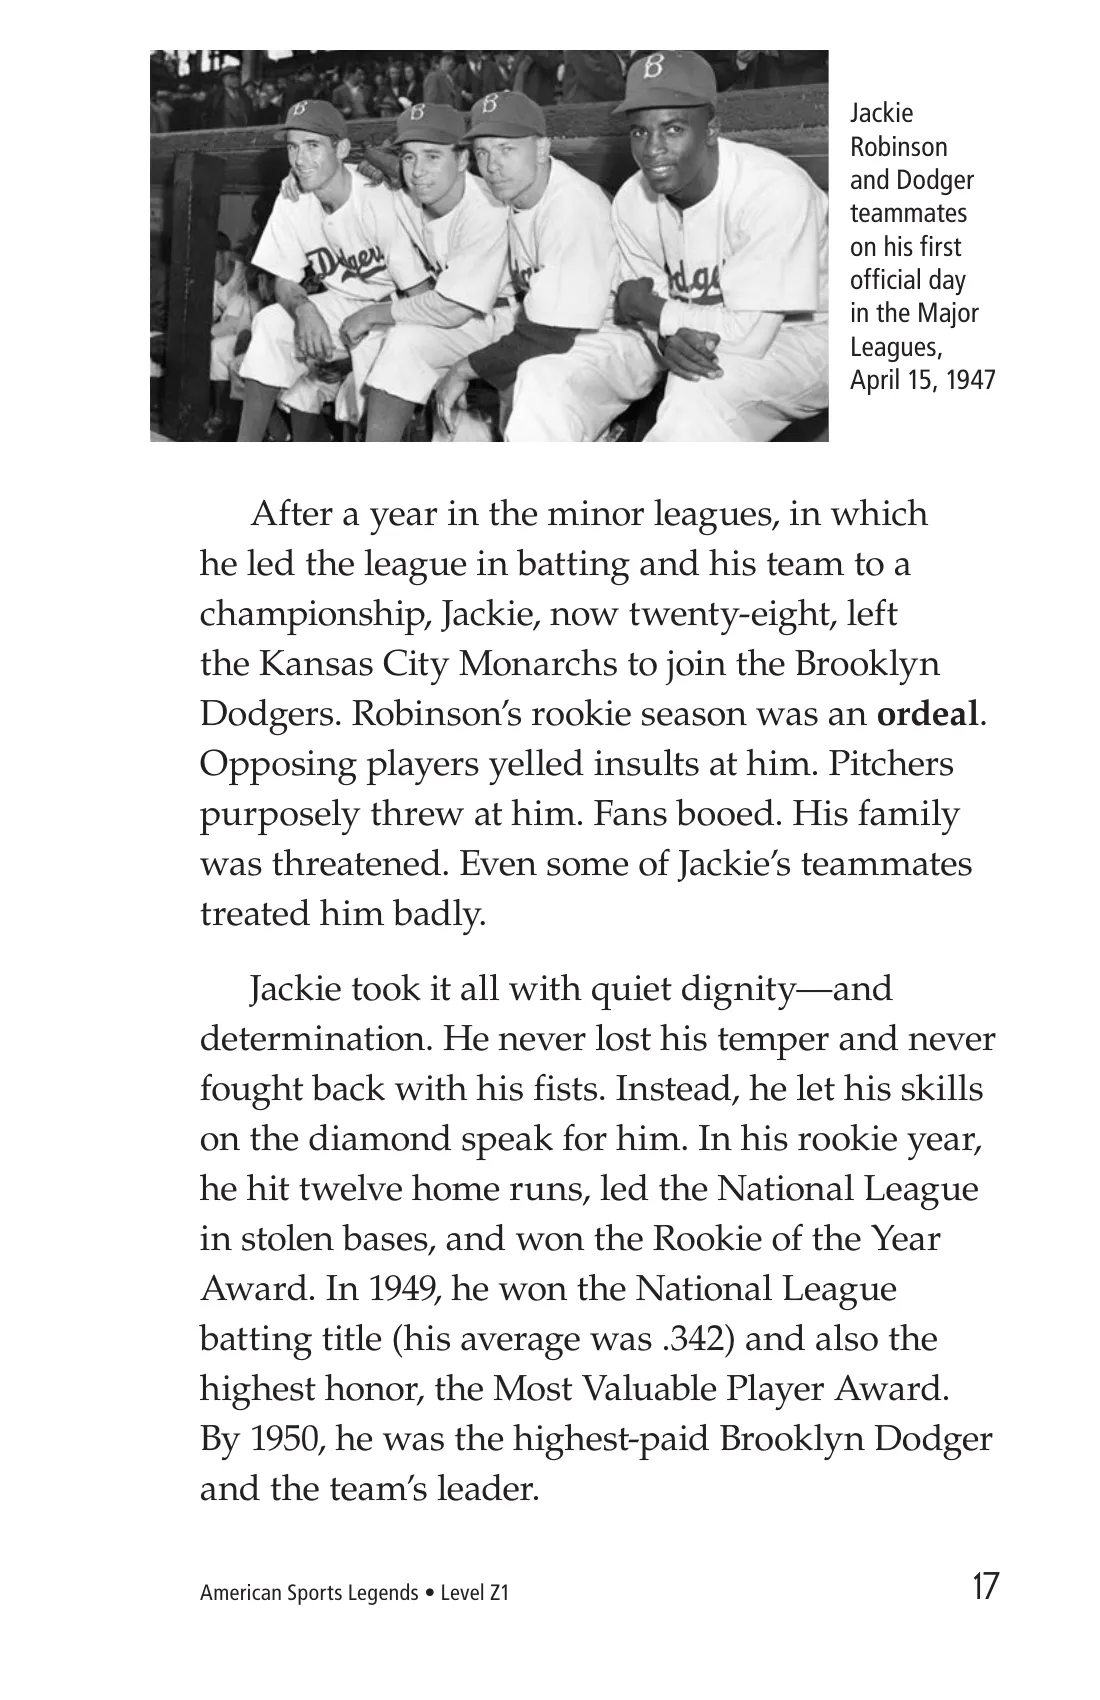 B
B
B
B
Dodgers
Jackie
Robinson
and Dodger
teammates
on his first
official day
in the Major
Leagues,
April 15, 1947
After a year in the minor leagues, in which
he led the league in batting and his team to a
championship, Jackie, now twenty-eight, left
the Kansas City Monarchs to join the Brooklyn
Dodgers. Robinson’s rookie season was an ordeal.
Opposing players yelled insults at him. Pitchers
purposely threw at him. Fans booed. His family
was threatened. Even some of Jackie’s teammates
treated him badly.
Jackie took it all with quiet dignity—and
determination. He never lost his temper and never
fought back with his fists. Instead, he let his skills
on the diamond speak for him. In his rookie year,
he hit twelve home runs, led the National League
in stolen bases, and won the Rookie of the Year
Award. In 1949, he won the National League
batting title (his average was .342) and also the
highest honor, the Most Valuable Player Award.
By 1950, he was the highest-paid Brooklyn Dodger
and the team’s leader.
American Sports Legends • Level Z1
17